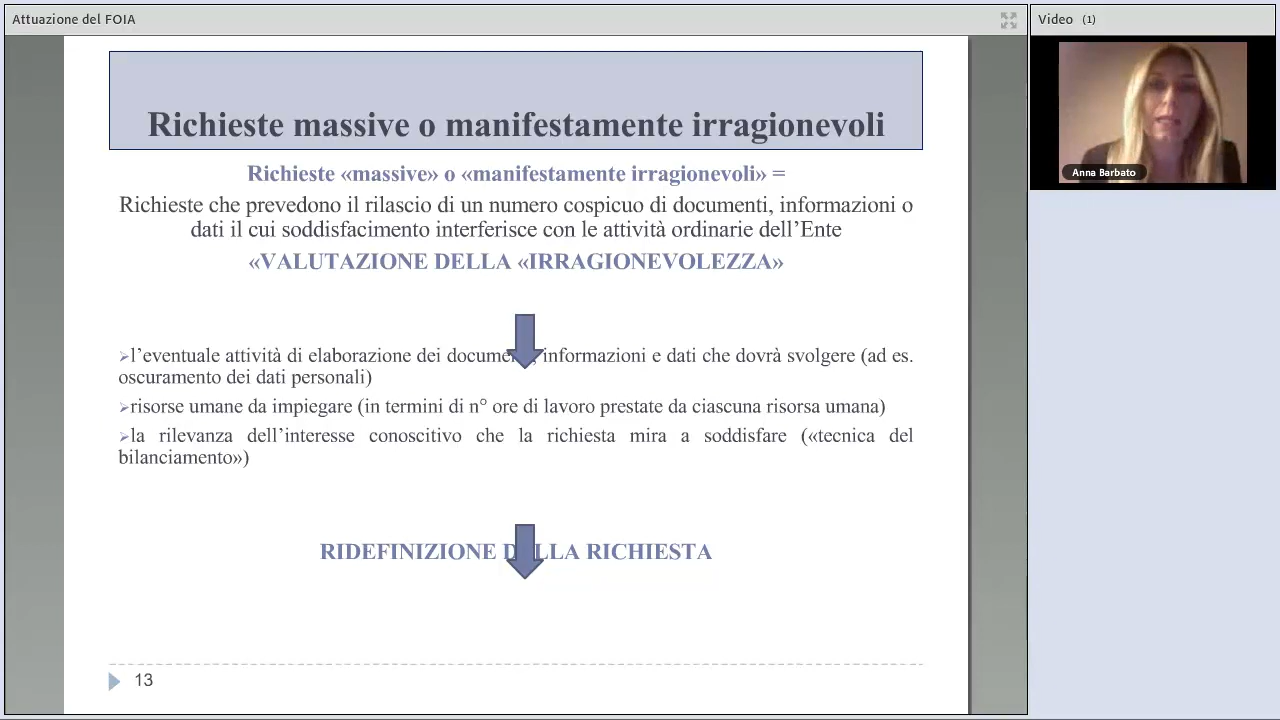 Attuazione del FOIA
Video (1)
Richieste massive o manifestamente irragionevoli
Richieste «massive» o «manifestamente irragionevoli» =
Richieste che prevedono il rilascio di un numero cospicuo di documenti, informazioni o
dati il cui soddisfacimento interferisce con le attività ordinarie dell’Ente
«VALUTAZIONE DELLA «IRRAGIONEVOLEZZA»
l’eventuale attività di elaborazione dei documenti, informazioni e dati che dovrà svolgere (ad es.
oscuramento dei dati personali)
risorse umane da impiegare (in termini di n° ore di lavoro prestate da ciascuna risorsa umana)
la rilevanza dell’interesse conoscitivo che la richiesta mira a soddisfare («tecnica del
bilanciamento»)
RIDEFINIZIONE DELLA RICHIESTA
13
Anna Barbato